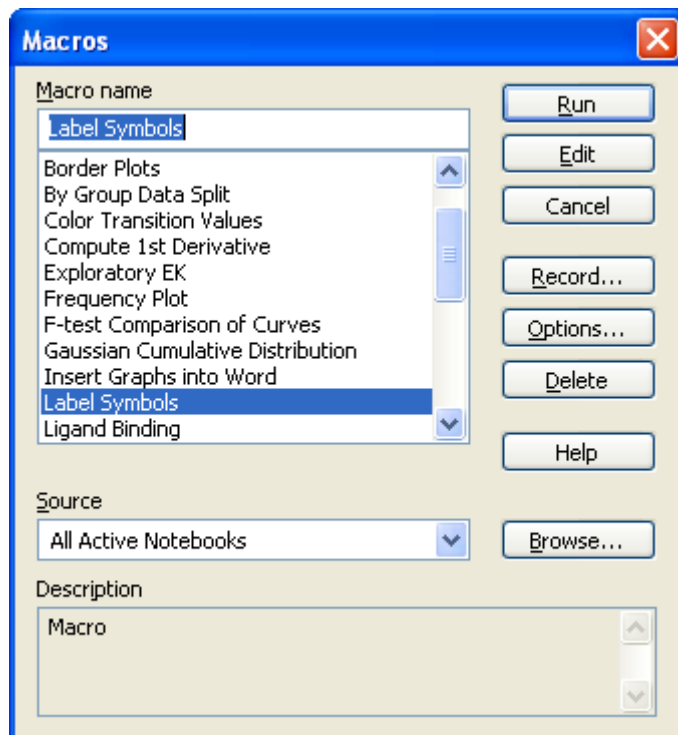 Macros
Macro name
Label Symbols
Border Plots
By Group Data Split
Color Transition Values
Compute 1st Derivative
Exploratory EK
Frequency Plot
F-test Comparison of Curves
Gaussian Cumulative Distribution
Insert Graphs into Word
Label Symbols
Ligand Binding
Run
Edit
Cancel
Record...
Options...
Delete
Help
Source
All Active Notebooks
Browse...
Description
Macro